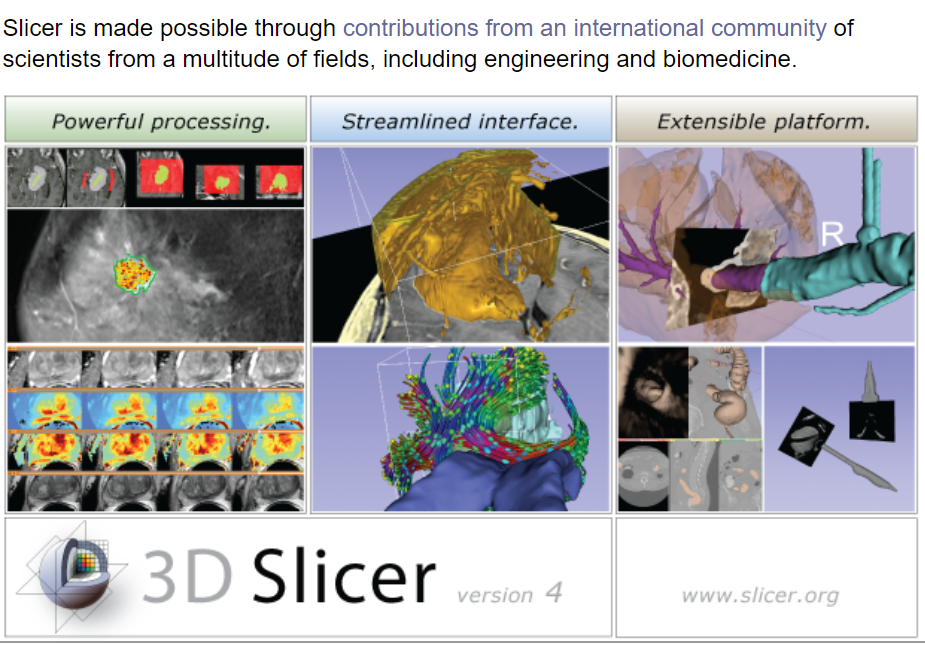 Slicer is made possible through contributions from an international community of
scientists from a multitude of fields, including engineering and biomedicine.
Powerful processing.
Streamlined interface.
Extensible platform.
R
3D Slicer version 4
www.slicer.org